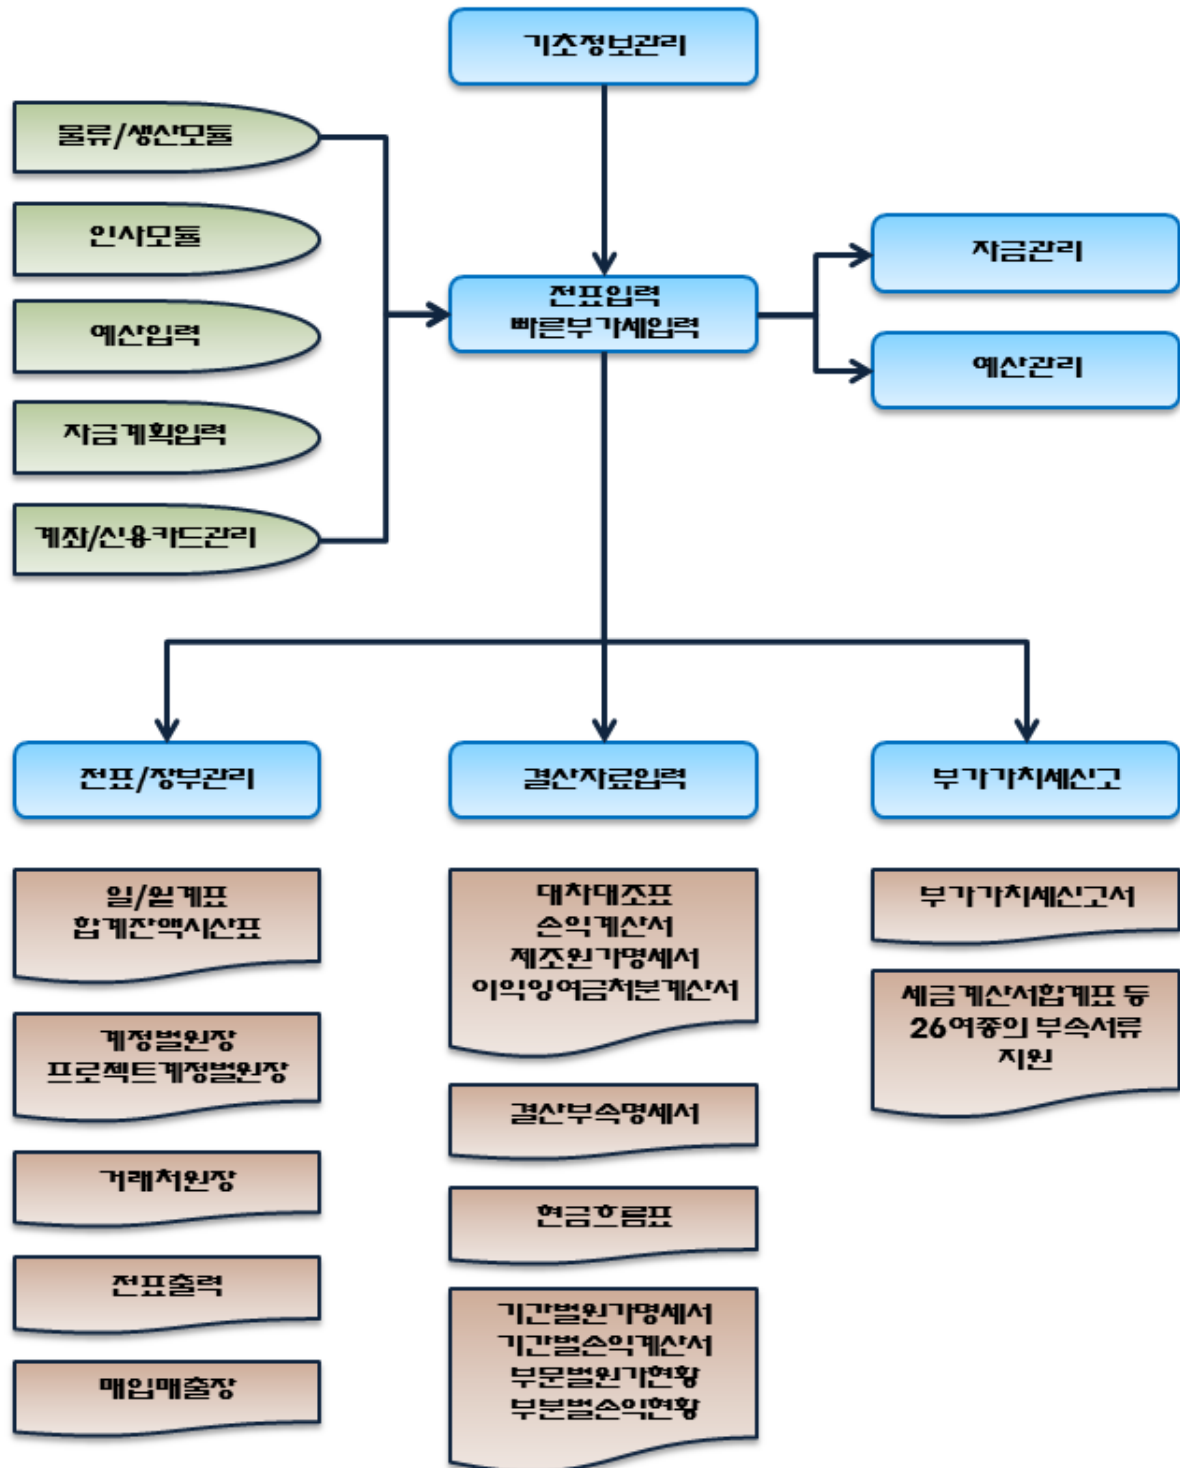 기초정보관리
물류/생산모듈
인사모듈
예산입력
자금계획입력
계좌/신용카드관리
전표입력
빠른부가세입력
자금관리
예산관리
전표/장부관리
결산자료입력
부가가치세신고
일/월계표
합계잔액시산표
계정별원장
프로젝트계정별원장
거래처원장
전표출력
매입매출장
대차대조표
손익계산서
제조원가명세서
이익잉여금처분계산서
결산부속명세서
현금흐름표
기간별원가명세서
기간별손익계산서
부문별원가현황
부분별손익현황
부가가치세신고서
세금계산서합계표 등
26여종의 부속서류
지원